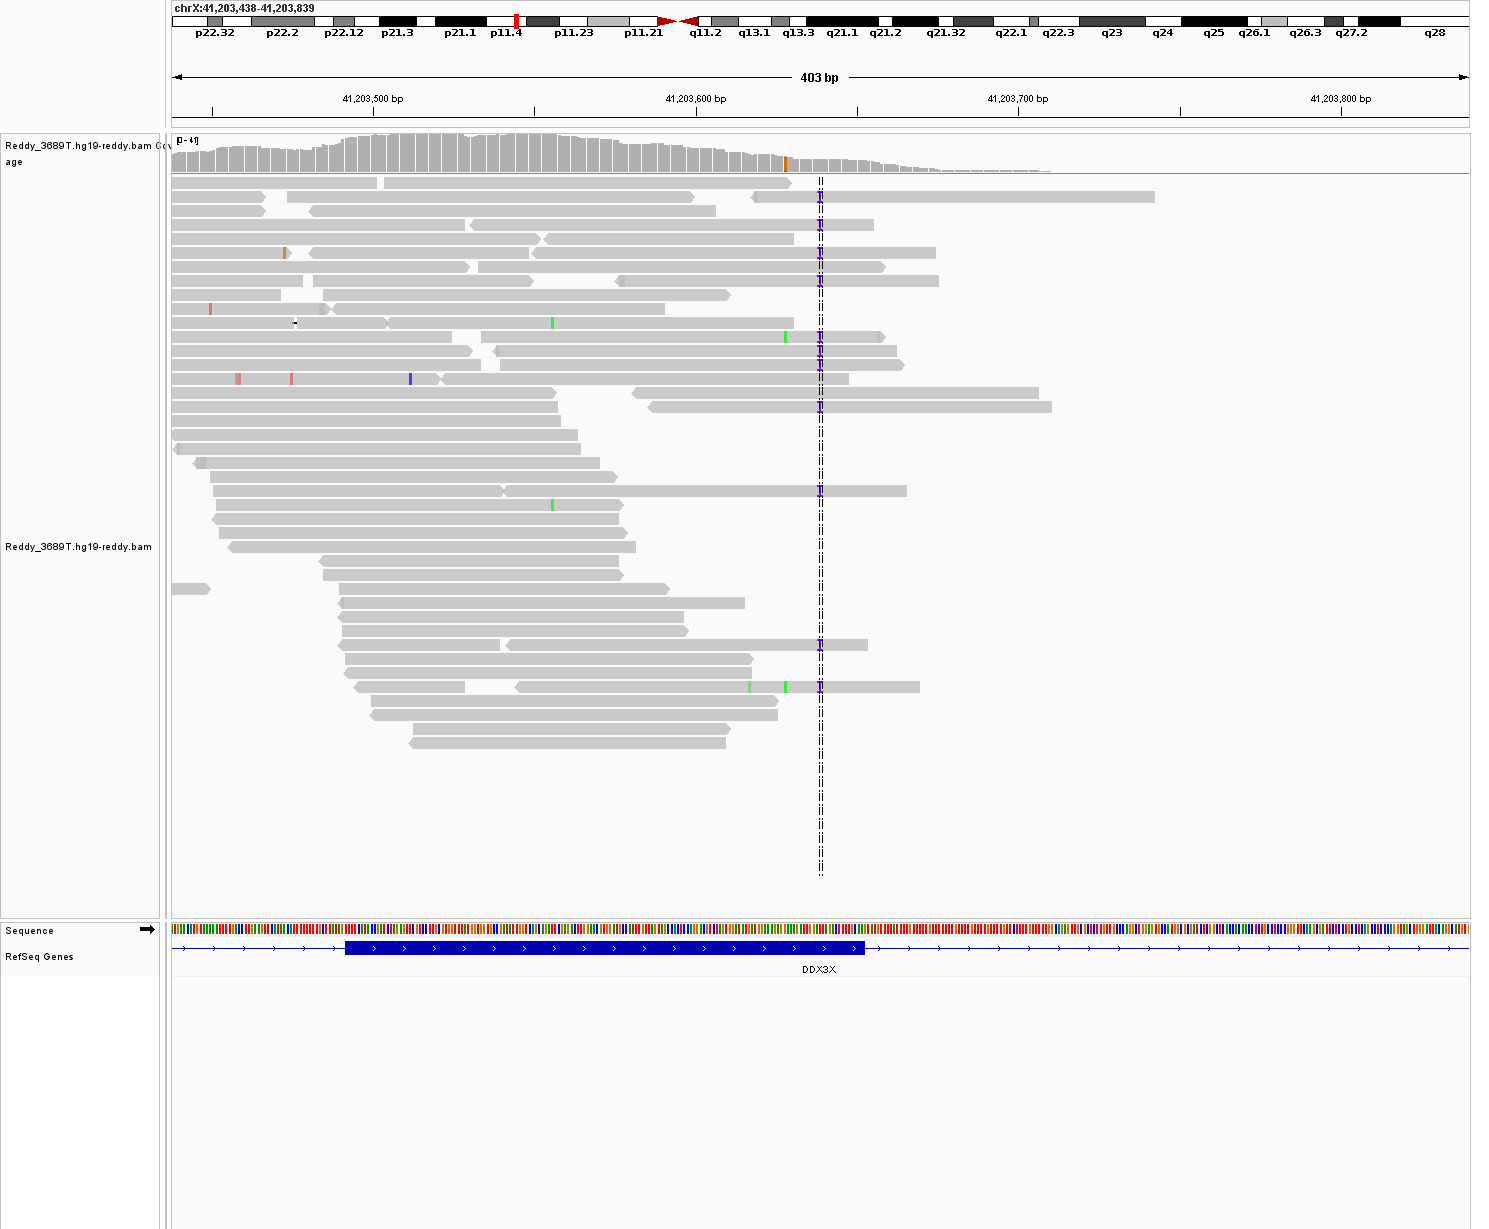 chrX:41,203,438-41,203,839
p22.32 p22.2 p22.12 p21.3 p21.1 p11.4 p11.23 p11.21 q11.2 q13.1 q13.3 q21.1 q21.2 q21.32 q22.1 q22.3 q23 q24 q25 q26.1 q26.3 q27.2 q28
403 bp
41,203,500 bp 41,203,600 bp 41,203,700 bp 41,203,800 bp
[0 - 41]
Reddy_3689T.hg19-reddy.bam Cov
age
I
I
I
I
I
I
I
I
I
I
I
Reddy_3689T.hg19-reddy.bam
Sequence
RefSeq Genes
DDX3X